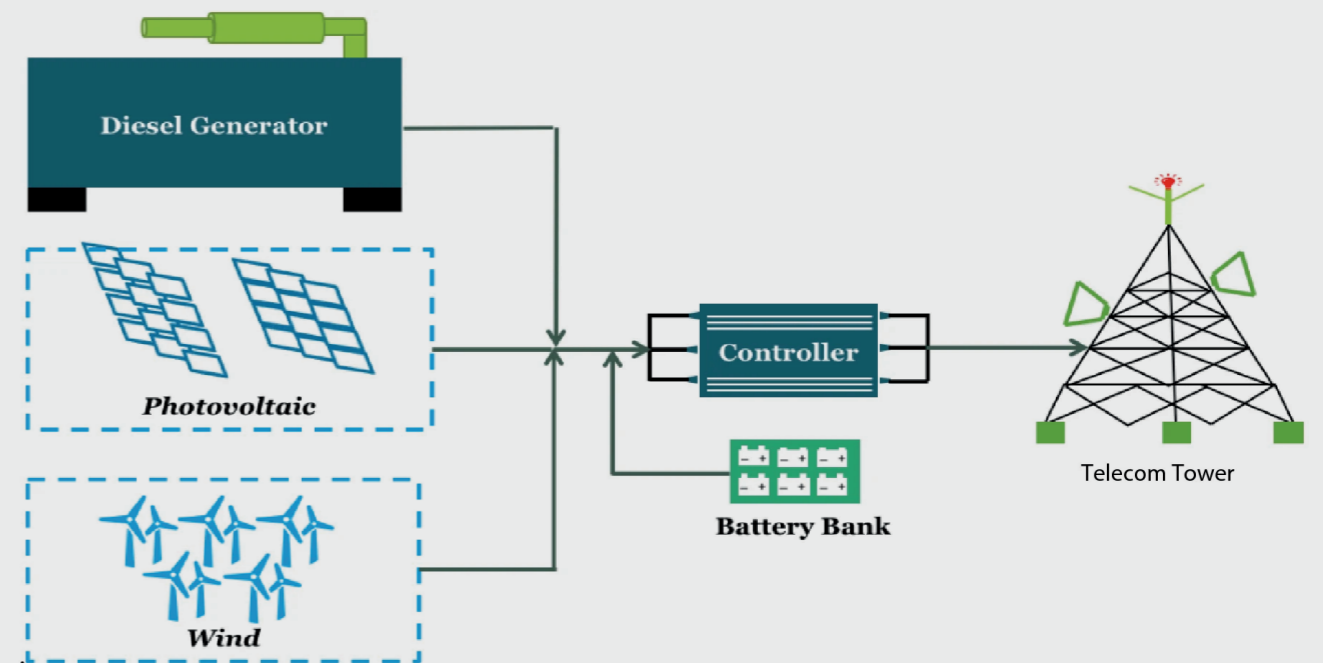 Diesel Generator
Photovoltaic
Controller
Telecom Tower
Battery Bank
Wind